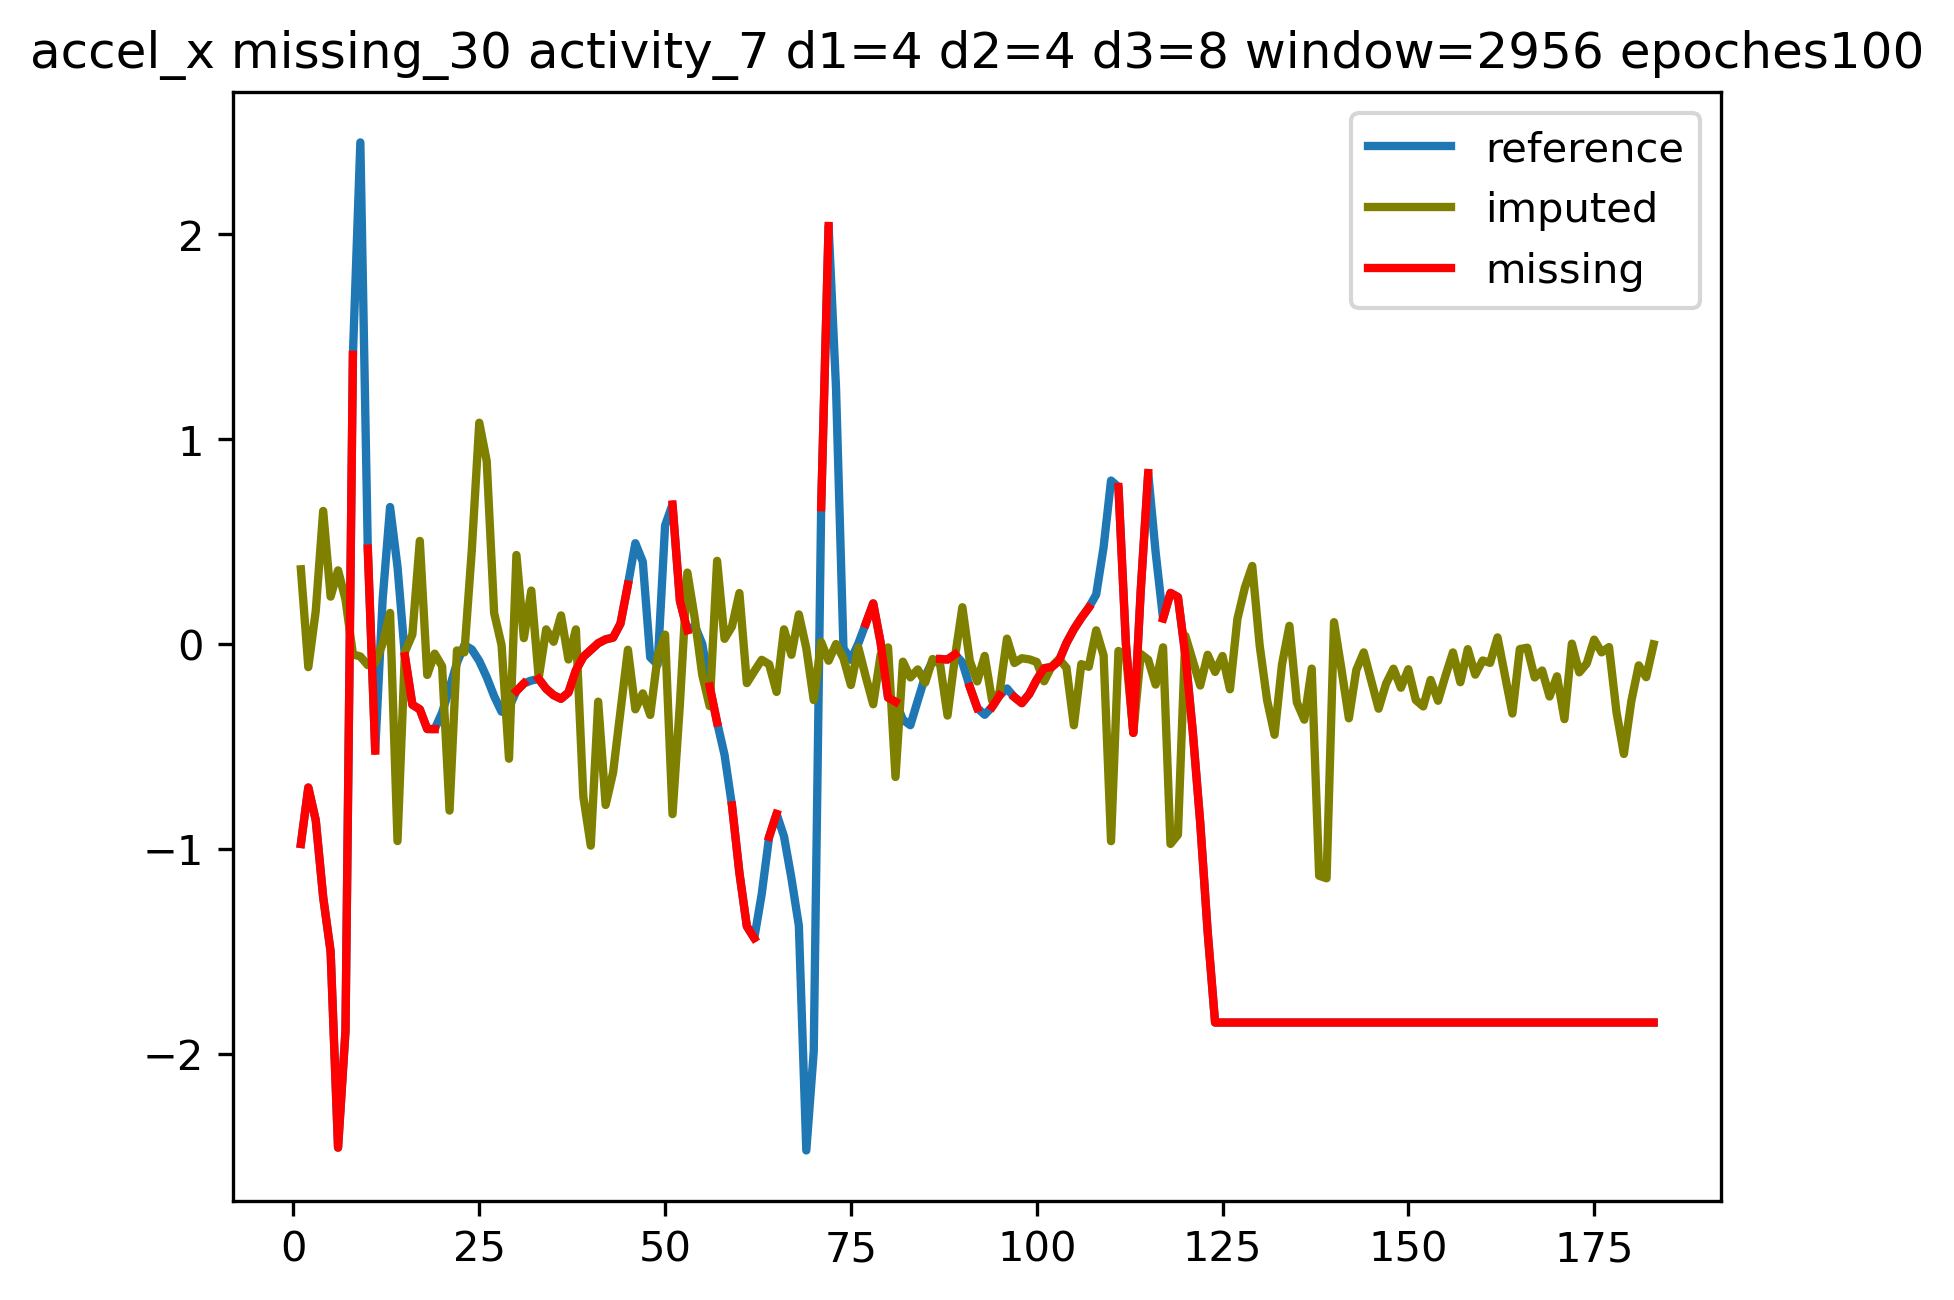 accel_x missing_30 activity_7 d1=4 d2=4 d3=8 window=2956 epoches100
reference
imputed
missing
2
1
0
−1
−2
0 25 50 75 100 125 150 175